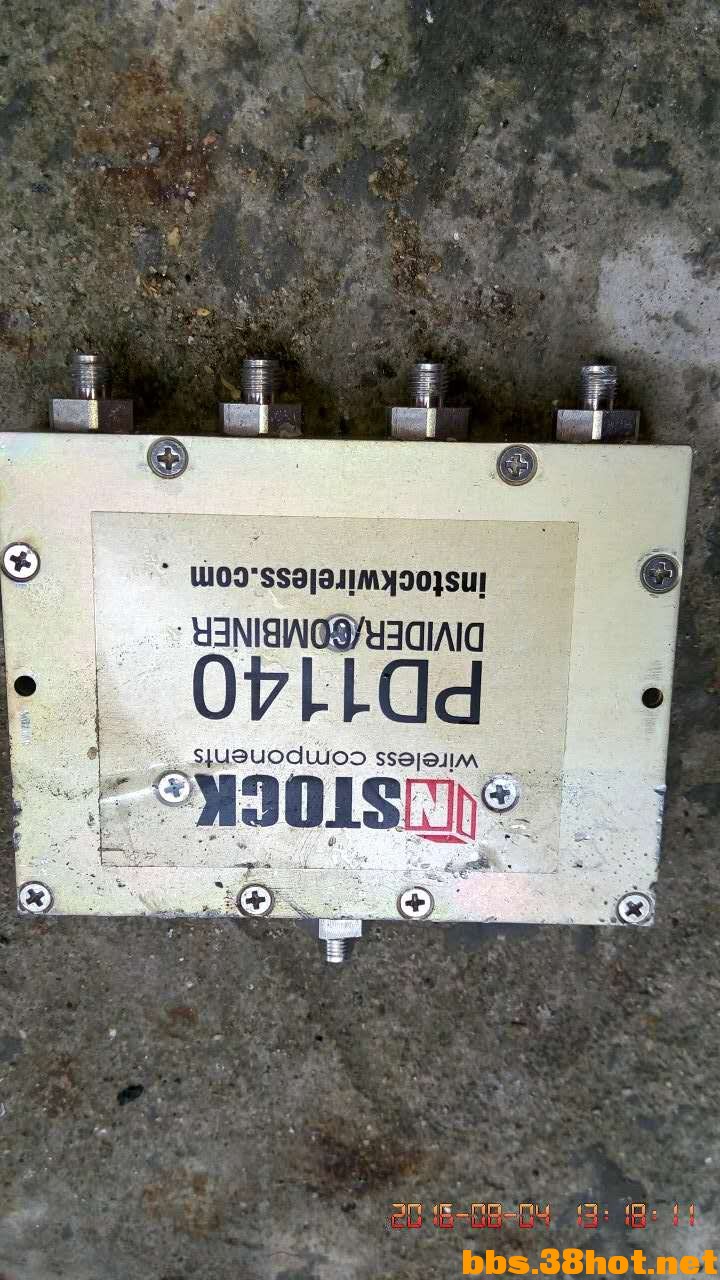 INSTOCK
wireless components
PD1140
DIVIDER/COMBINER
instockwireless.com
2016-08-04 13:18:11
bbs.38hot.net